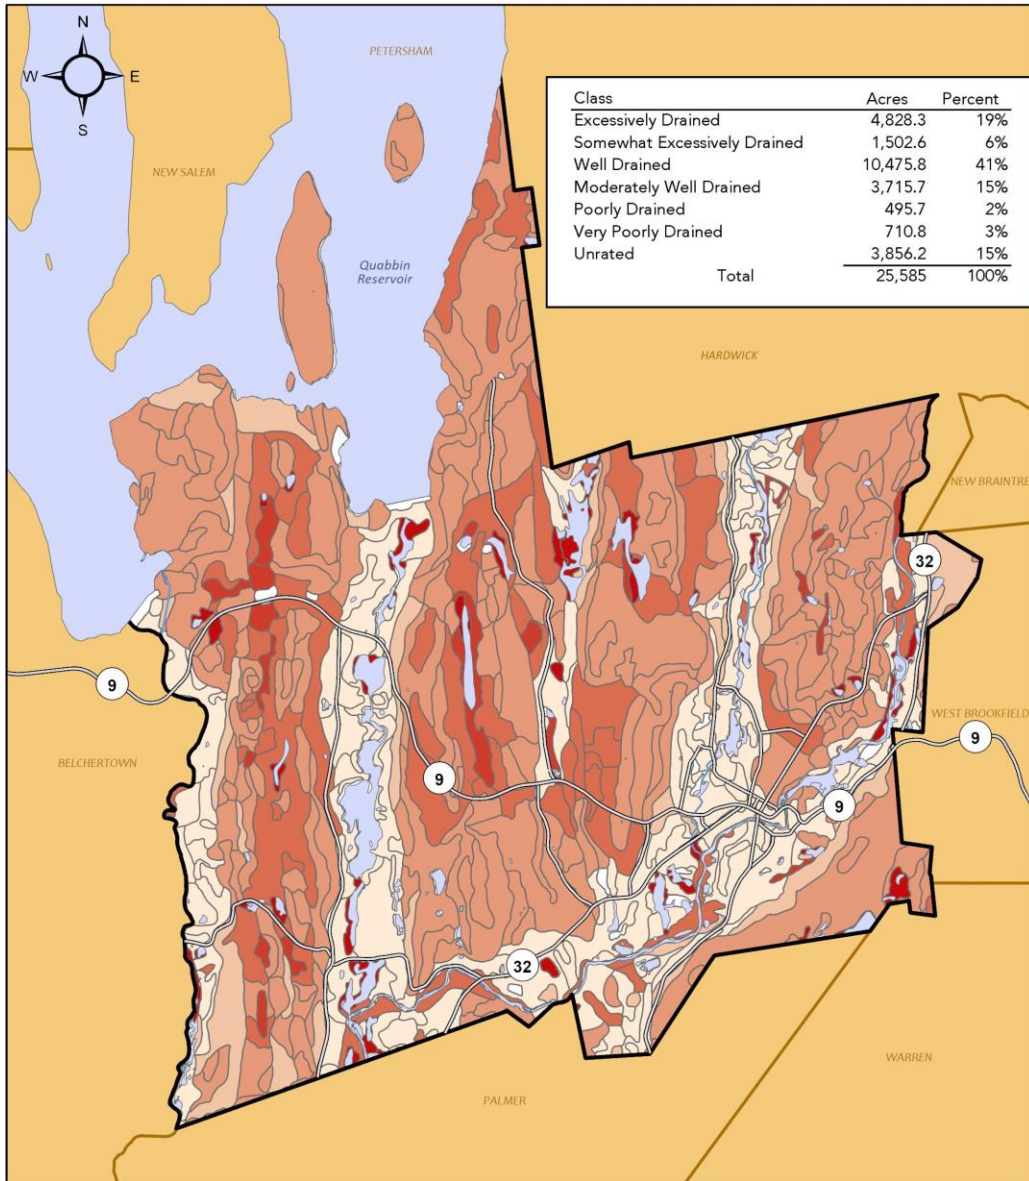 N
W E
S
PETERSHAM
NEW SALEM
Quabbin
Reservoir
Class Acres Percent
Excessively Drained 4,828.3 19%
Somewhat Excessively Drained 1,502.6 6%
Well Drained 10,475.8 41%
Moderately Well Drained 3,715.7 15%
Poorly Drained 495.7 2%
Very Poorly Drained 710.8 3%
Unrated 3,856.2 15%
Total 25,585 100%
HARDWICK
NEW BRAINTRE
32
9
WEST BROOKFIELD
9
BELCHERTOWN
9
9
32
WARREN
PALMER